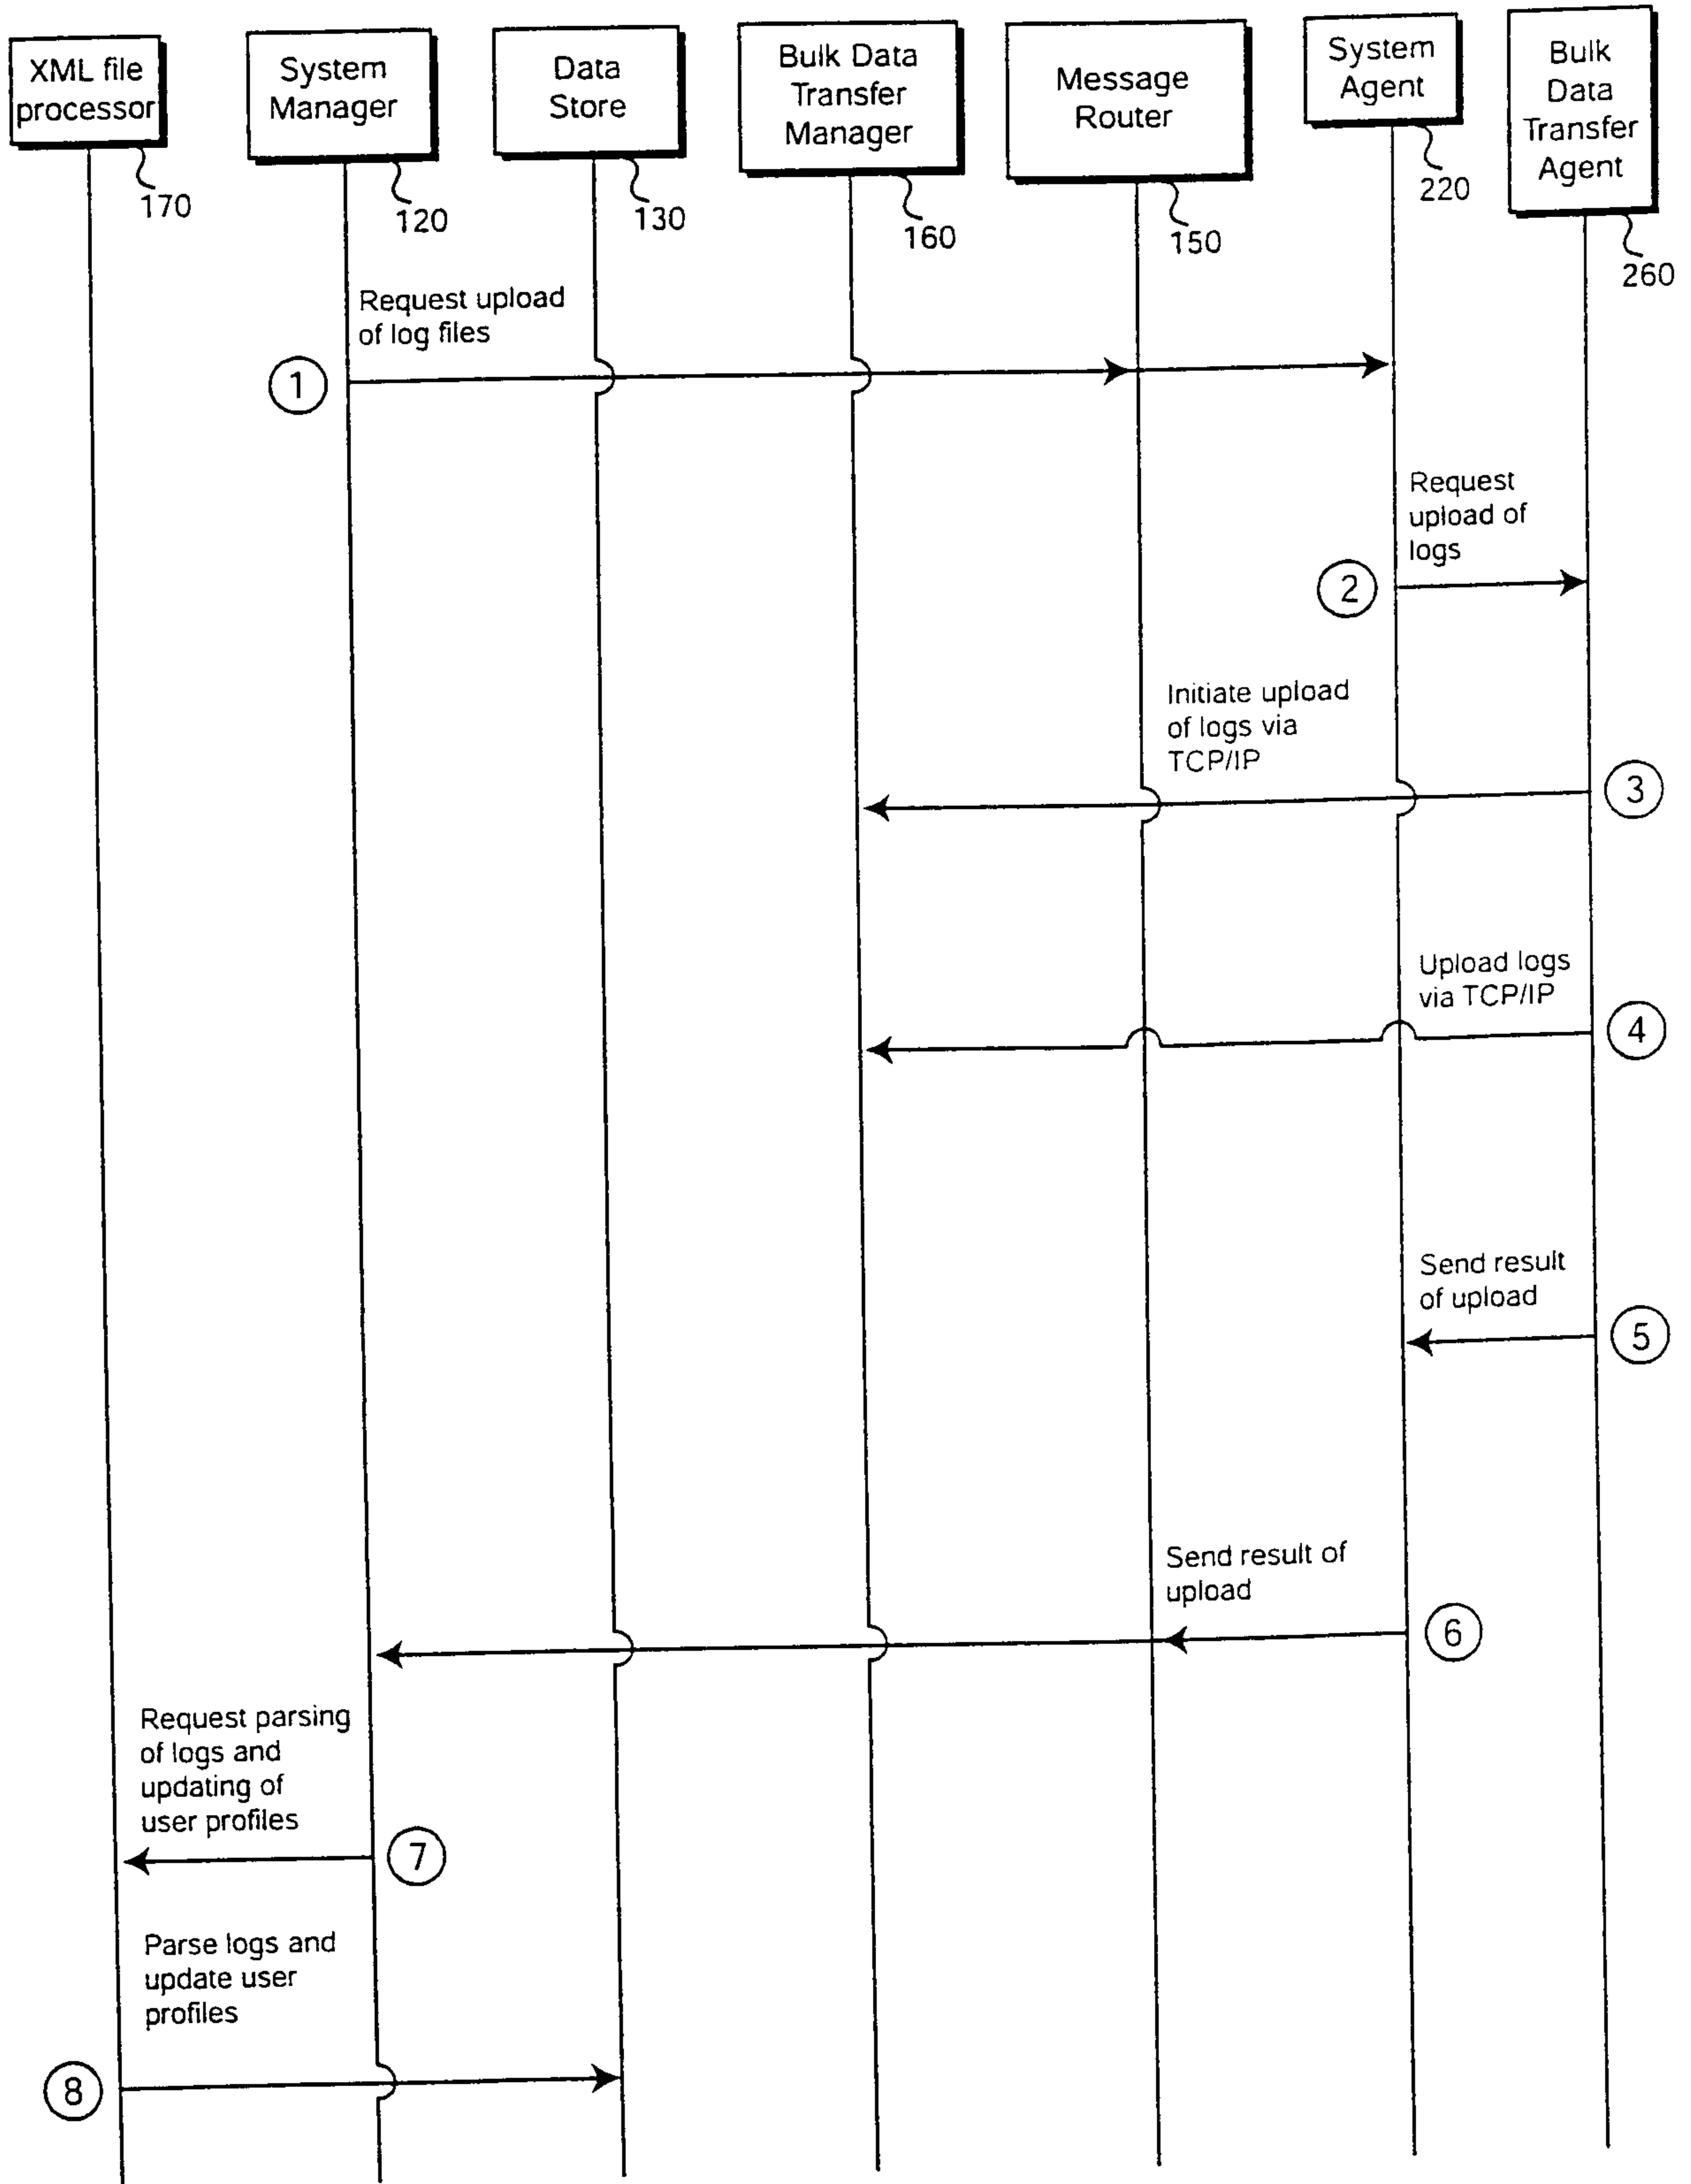 XML file
processor
170
System
Manager
120
Data
Store
130
Bulk Data
Transfer
Manager
160
Message
Router
150
System
Agent
220
Bulk
Data
Transfer
Agent
260
Request upload
of log files
1
Request
upload of
logs
2
Initiate upload
of logs via
TCP/IP
3
Upload logs
via TCP/IP
4
Send result
of upload
5
Send result of
upload
6
Request parsing
of logs and
updating of
user profiles
7
Parse logs and
update user
profiles
8